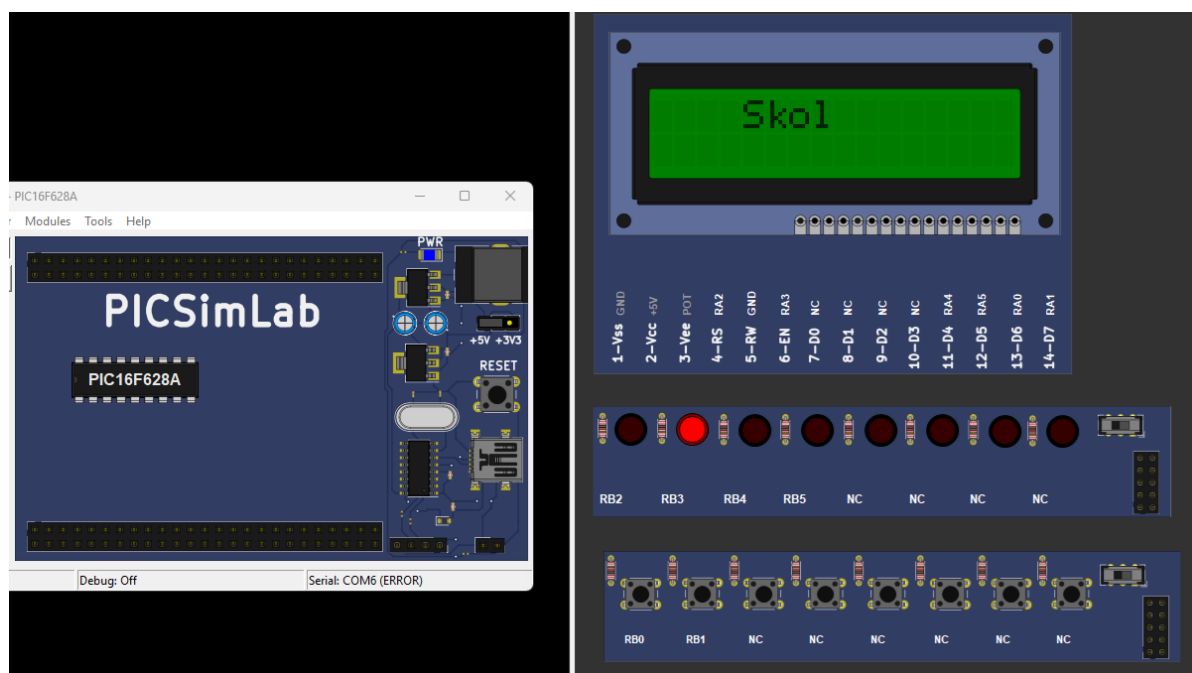 - PIC16F628A
Modules Tools Help
PWR
PICSimLab
+5V +3V3
RESET
PIC16F628A
Debug: Off
Serial: COM6 (ERROR)
Skol
1-Vss GND
2-Vcc +5V
3-Vee POT
4-RS RA2
5-RW GND
6-EN RA3
7-D0 NC
8-D1 NC
9-D2 NC
10-D3 NC
11-D4 RA4
12-D5 RA5
13-D6 RA0
14-D7 RA1
RB2 RB3 RB4 RB5 NC NC NC NC
RB0 RB1 NC NC NC NC NC NC